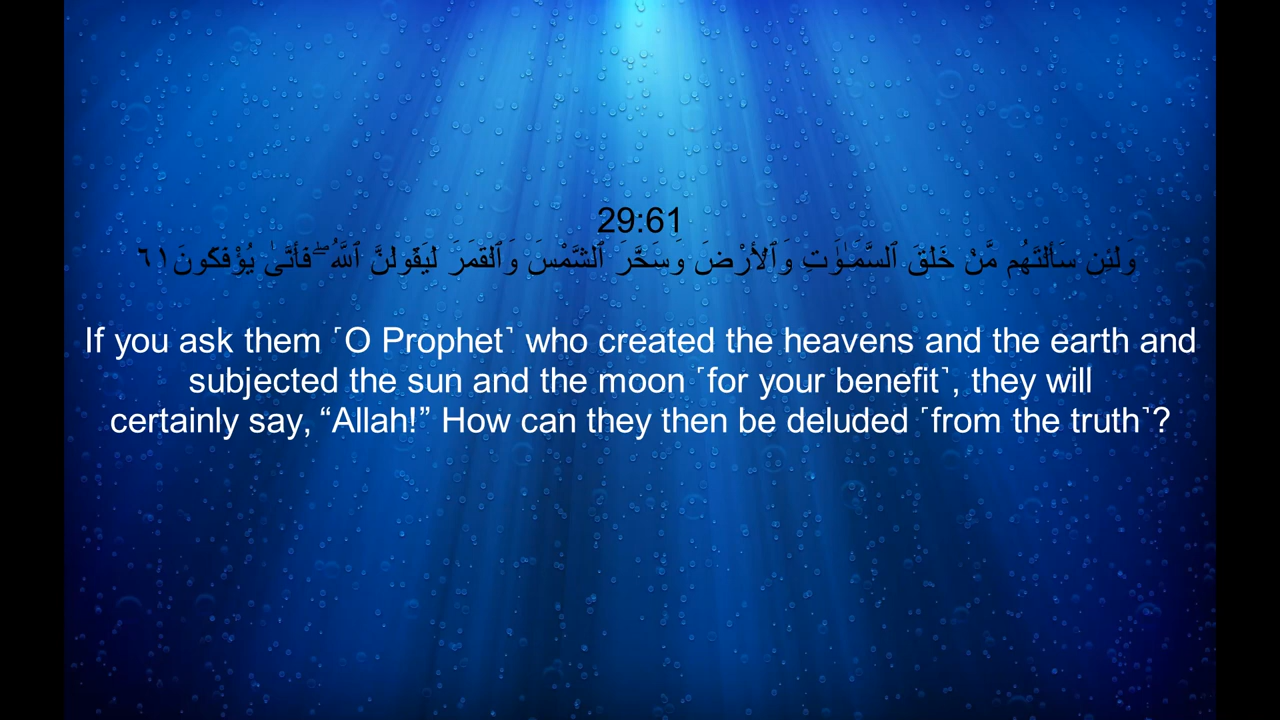 29:61
وَلَئِن سَأَلْتَهُم مَّنْ خَلَقَ ٱلسَّمَـٰوَٰتِ وَٱلْأَرْضَ وَسَخَّرَ ٱلشَّمْسَ وَٱلْقَمَرَ لَيَقُولُنَّ ٱللَّهُ ۖ فَأَنَّىٰ يُؤْفَكُونَ ٦١
If you ask them ˹O Prophet˺ who created the heavens and the earth and
subjected the sun and the moon ˹for your benefit˺, they will
certainly say, “Allah!” How can they then be deluded ˹from the truth˺?